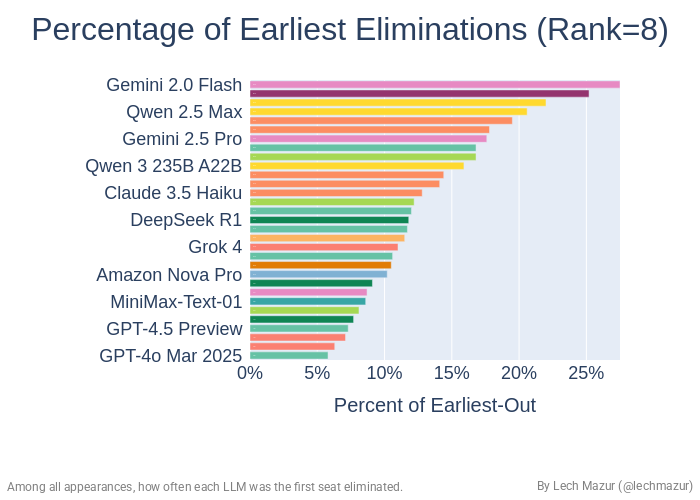 Percentage of Earliest Eliminations (Rank=8)
Gemini 2.0 Flash
Qwen 2.5 Max
Gemini 2.5 Pro
Qwen 3 235B A22B
Claude 3.5 Haiku
DeepSeek R1
Grok 4
Amazon Nova Pro
MiniMax-Text-01
GPT-4.5 Preview
GPT-4o Mar 2025
0% 5% 10% 15% 20% 25%
Percent of Earliest-Out
Among all appearances, how often each LLM was the first seat eliminated.
By Lech Mazur (@lechmazur)